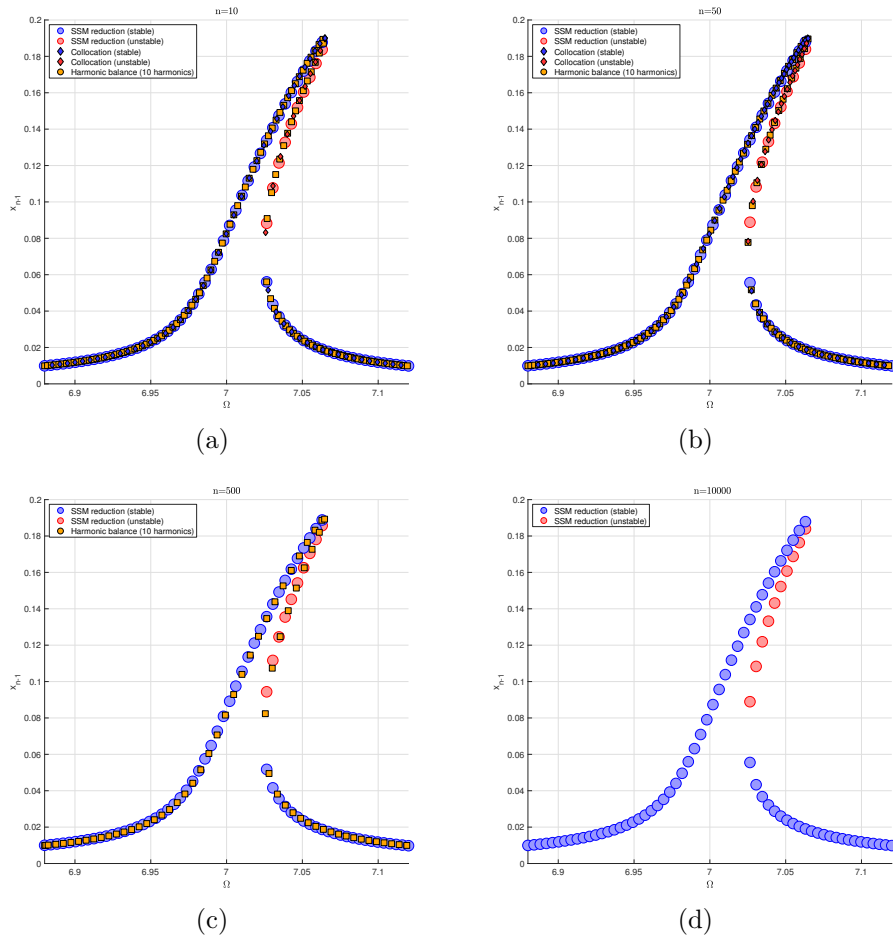 n=10
SSM reduction (stable)
SSM reduction (unstable)
Collocation (stable)
Collocation (unstable)
Harmonic balance (10 harmonics)
0.2
0.18
0.16
0.14
0.12
0.1
0.08
0.06
0.04
0.02
0
x_{n-1}
6.9 6.95 7 7.05 7.1
Ω
(a)
n=50
SSM reduction (stable)
SSM reduction (unstable)
Collocation (stable)
Collocation (unstable)
Harmonic balance (10 harmonics)
0.2
0.18
0.16
0.14
0.12
0.1
0.08
0.06
0.04
0.02
0
x_{n-1}
6.9 6.95 7 7.05 7.1
Ω
(b)
n=500
SSM reduction (stable)
SSM reduction (unstable)
Harmonic balance (10 harmonics)
0.2
0.18
0.16
0.14
0.12
0.1
0.08
0.06
0.04
0.02
0
x_{n-1}
6.9 6.95 7 7.05 7.1
Ω
(c)
n=10000
SSM reduction (stable)
SSM reduction (unstable)
0.2
0.18
0.16
0.14
0.12
0.1
0.08
0.06
0.04
0.02
0
x_{n-1}
6.9 6.95 7 7.05 7.1
Ω
(d)